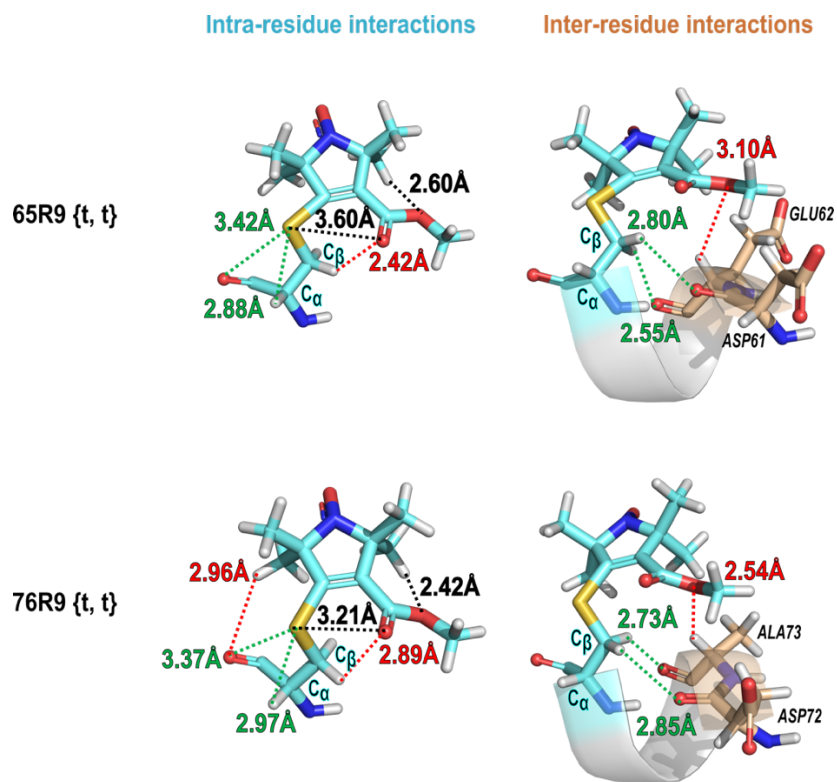 Intra-residue interactions
Inter-residue interactions
65R9 {t, t}
3.42Å
3.60Å
2.60Å
Cβ
2.42Å
2.88Å
Cα
3.10Å
GLU62
2.80Å
Cβ
Cα
2.55Å
ASP61
76R9 {t, t}
2.96Å
3.21Å
2.42Å
3.37Å
Cβ
2.89Å
Cα
2.97Å
2.54Å
2.73Å
Cβ
ALA73
Cα
2.85Å
ASP72